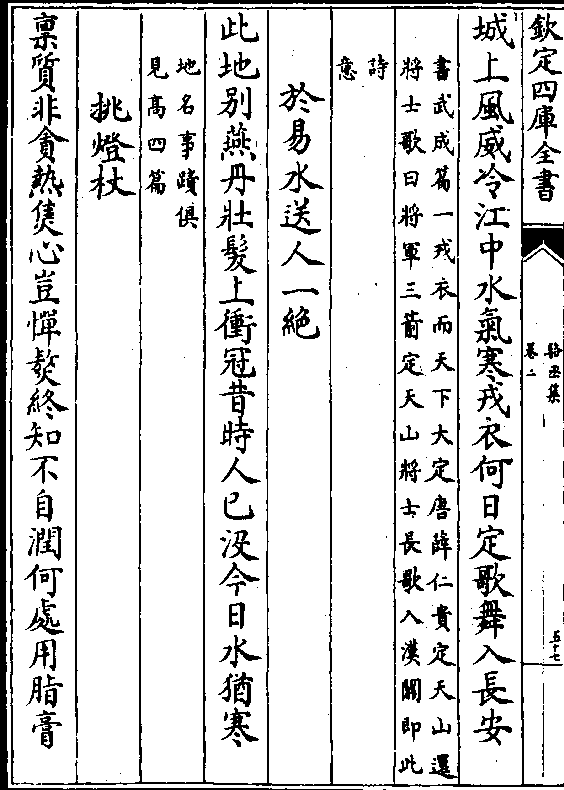 欽定四庫全書
駱丞集
卷二
五十七
城上風威冷江中水氣寒戎衣何日定歌舞入長安
書武成篇一戎衣而天下大定唐薛仁貴定天山還
將士歌曰將軍三箭定天山將士長歌入漢關即此
詩
意
於易水送人一絶
此地别燕丹壯髮上衝冠昔時人已没今日水猶寒
地名事蹟俱
見髙四篇
挑燈杖
禀質非貪熱焦心豈憚熬終知不自潤何處用脂膏